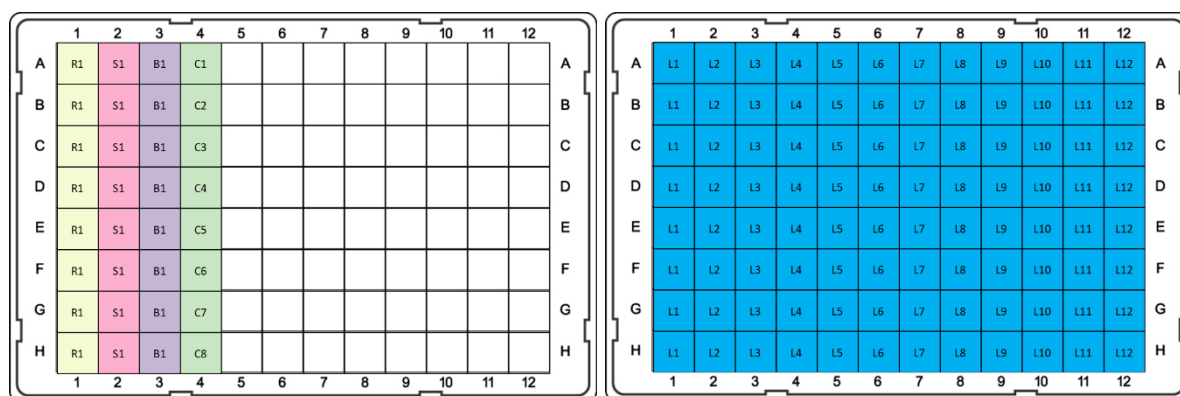 1 2 3 4 5 6 7 8 9 10 11 12
A R1 S1 B1 C1 A
B R1 S1 B1 C2 B
C R1 S1 B1 C3 C
D R1 S1 B1 C4 D
E R1 S1 B1 C5 E
F R1 S1 B1 C6 F
G R1 S1 B1 C7 G
H R1 S1 B1 C8 H
1 2 3 4 5 6 7 8 9 10 11 12
1 2 3 4 5 6 7 8 9 10 11 12
A L1 L2 L3 L4 L5 L6 L7 L8 L9 L10 L11 L12 A
B L1 L2 L3 L4 L5 L6 L7 L8 L9 L10 L11 L12 B
C L1 L2 L3 L4 L5 L6 L7 L8 L9 L10 L11 L12 C
D L1 L2 L3 L4 L5 L6 L7 L8 L9 L10 L11 L12 D
E L1 L2 L3 L4 L5 L6 L7 L8 L9 L10 L11 L12 E
F L1 L2 L3 L4 L5 L6 L7 L8 L9 L10 L11 L12 F
G L1 L2 L3 L4 L5 L6 L7 L8 L9 L10 L11 L12 G
H L1 L2 L3 L4 L5 L6 L7 L8 L9 L10 L11 L12 H
1 2 3 4 5 6 7 8 9 10 11 12